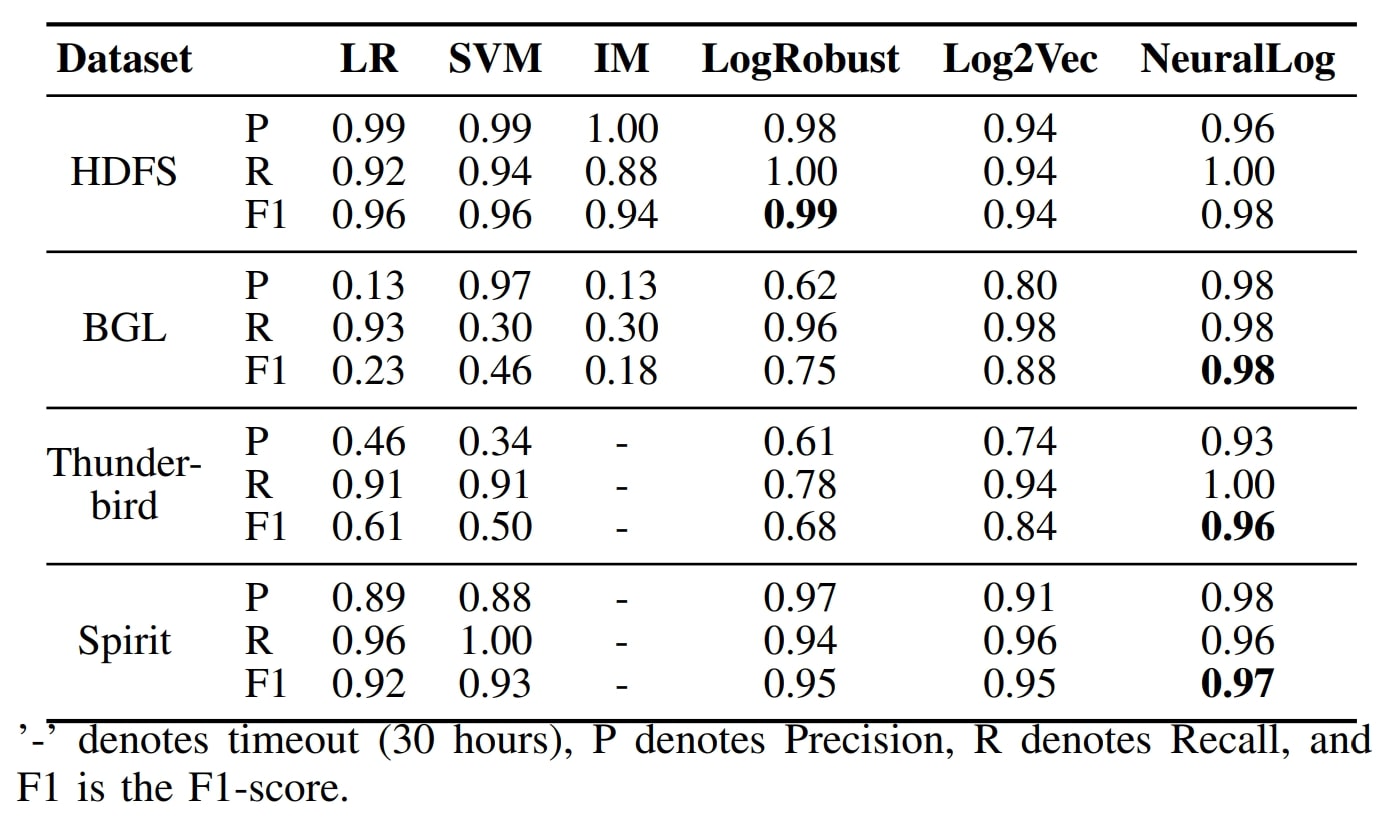 Dataset LR SVM IM LogRobust Log2Vec NeuralLog
P 0.99 0.99 1.00 0.98 0.94 0.96
HDFS R 0.92 0.94 0.88 1.00 0.94 1.00
F1 0.96 0.96 0.94 0.99 0.94 0.98
P 0.13 0.97 0.13 0.62 0.80 0.98
BGL R 0.93 0.30 0.30 0.96 0.98 0.98
F1 0.23 0.46 0.18 0.75 0.88 0.98
P 0.46 0.34 - 0.61 0.74 0.93
Thunder-
bird R 0.91 0.91 - 0.78 0.94 1.00
F1 0.61 0.50 - 0.68 0.84 0.96
P 0.89 0.88 - 0.97 0.91 0.98
Spirit R 0.96 1.00 - 0.94 0.96 0.96
F1 0.92 0.93 - 0.95 0.95 0.97
'-' denotes timeout (30 hours), P denotes Precision, R denotes Recall, and
F1 is the F1-score.